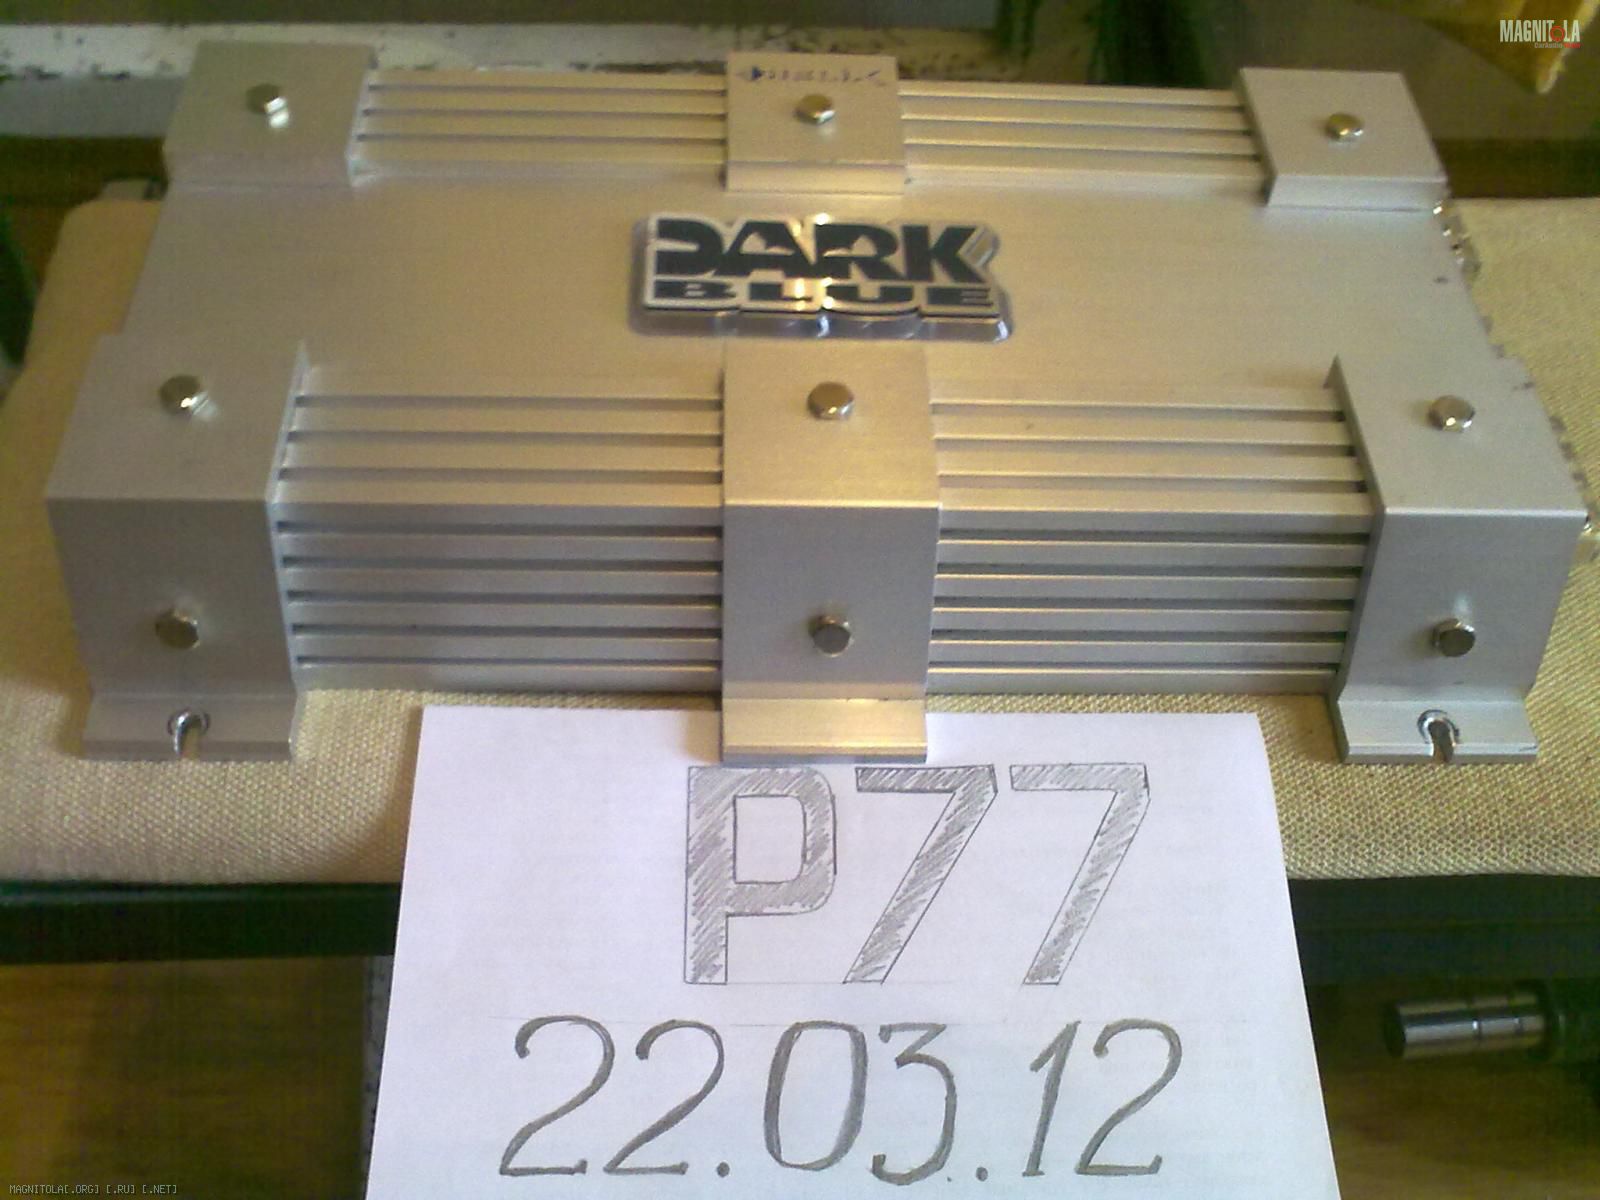 MAGNITOLA
DARK
BLUE
P77
22.03.12
MAGNITOLA[.ORG] [.RU] [.NET]